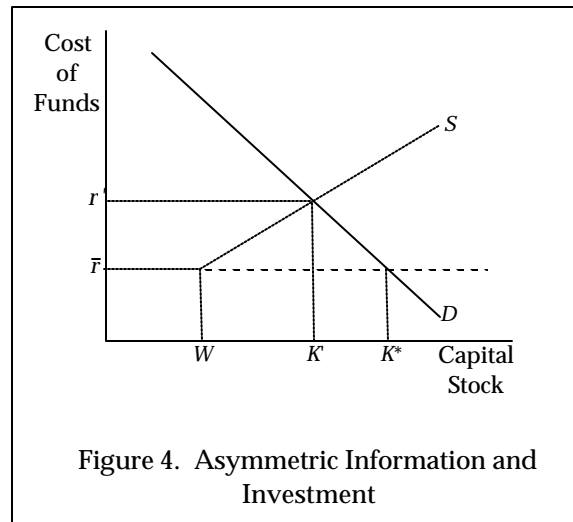 Cost
of
Funds
S
r'
r̄
D
W K' K* Capital
Stock
Figure 4. Asymmetric Information and
Investment